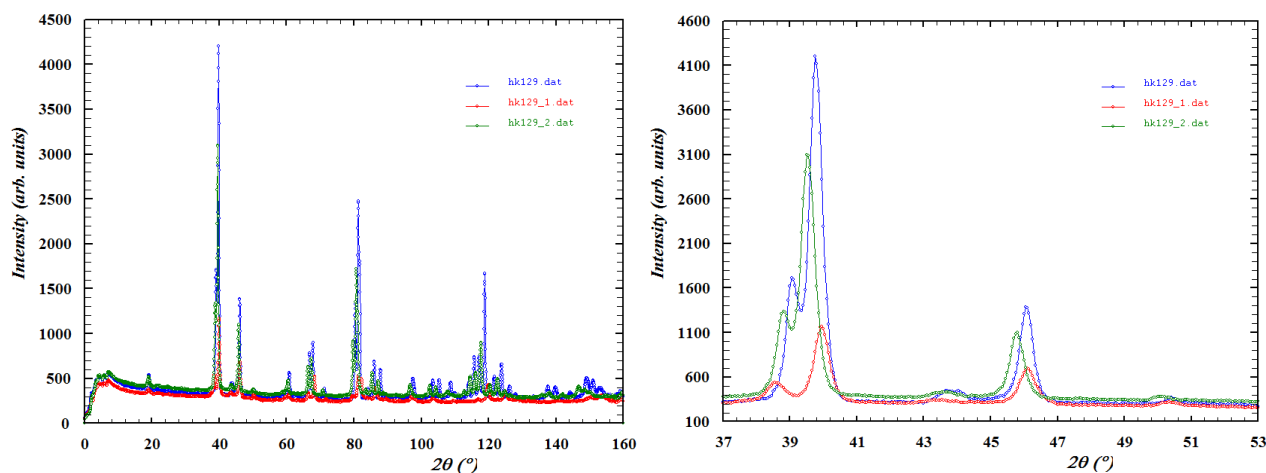 4500
4000
3500
3000
2500
2000
1500
1000
500
0
Intensity (arb. units)
hk129.dat
hk129_1.dat
hk129_2.dat
0 20 40 60 80 100 120 140 160
2θ (°)
4600
4100
3600
3100
2600
2100
1600
1100
600
100
Intensity (arb. units)
hk129.dat
hk129_1.dat
hk129_2.dat
37 39 41 43 45 47 49 51 53
2θ (°)